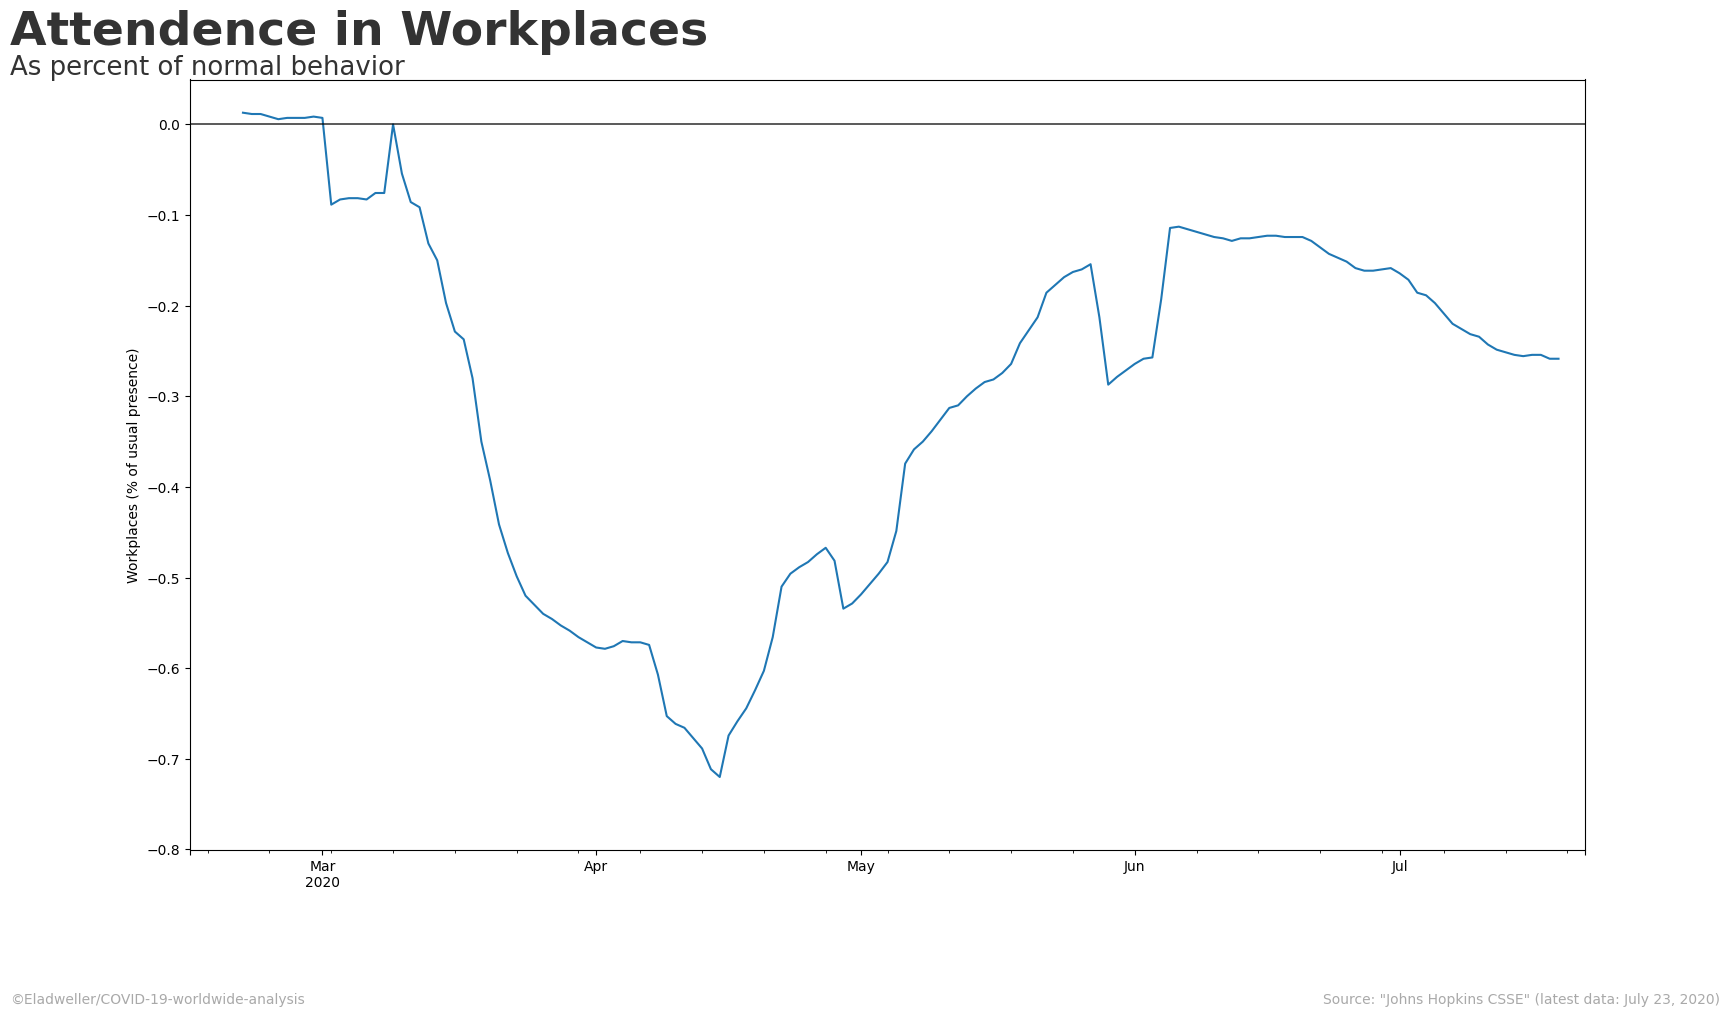 Attendence in Workplaces
As percent of normal behavior
Workplaces (% of usual presence)
0.0
−0.1
−0.2
−0.3
−0.4
−0.5
−0.6
−0.7
−0.8
Mar Apr May Jun Jul
2020
©Eladweller/COVID-19-worldwide-analysis
Source: "Johns Hopkins CSSE" (latest data: July 23, 2020)